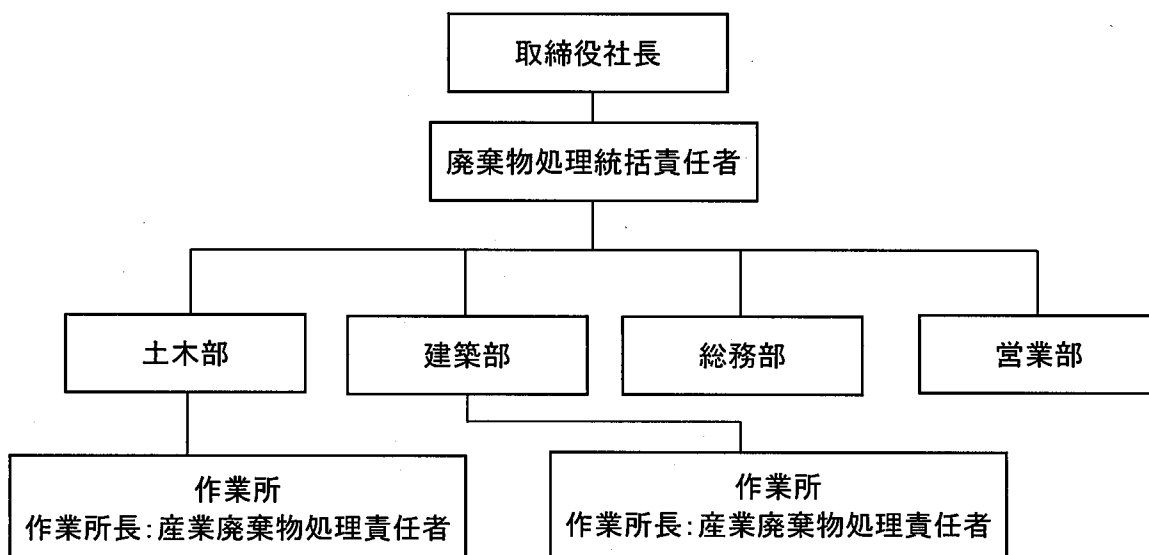 取締役社長
廃棄物処理統括責任者
土木部
建築部
総務部
営業部
作業所
作業所長:産業廃棄物処理責任者
作業所
作業所長:産業廃棄物処理責任者